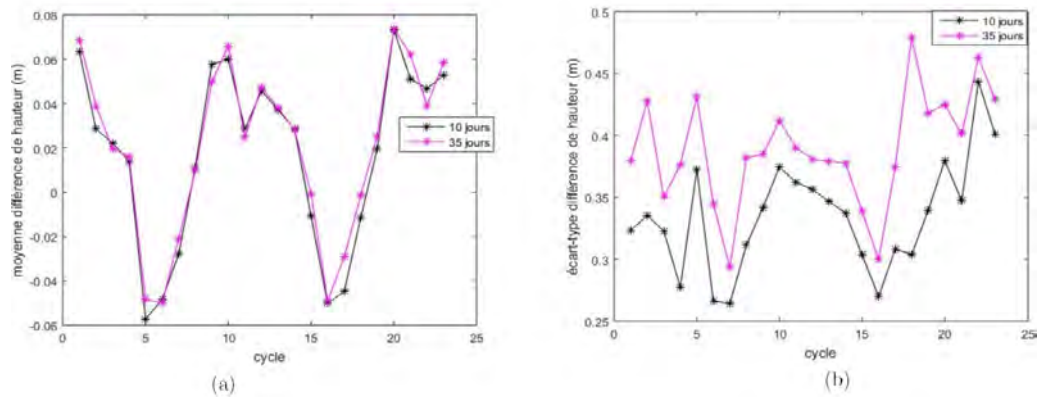 0.08
0.06
0.04
0.02
0
-0.02
-0.04
-0.06
0
5
10
15
20
25
moyenne différence de hauteur (m)
cycle
10 jours
35 jours
(a)
0.5
0.45
0.4
0.35
0.3
0.25
0
5
10
15
20
25
écart-type différence de hauteur (m)
cycle
10 jours
35 jours
(b)